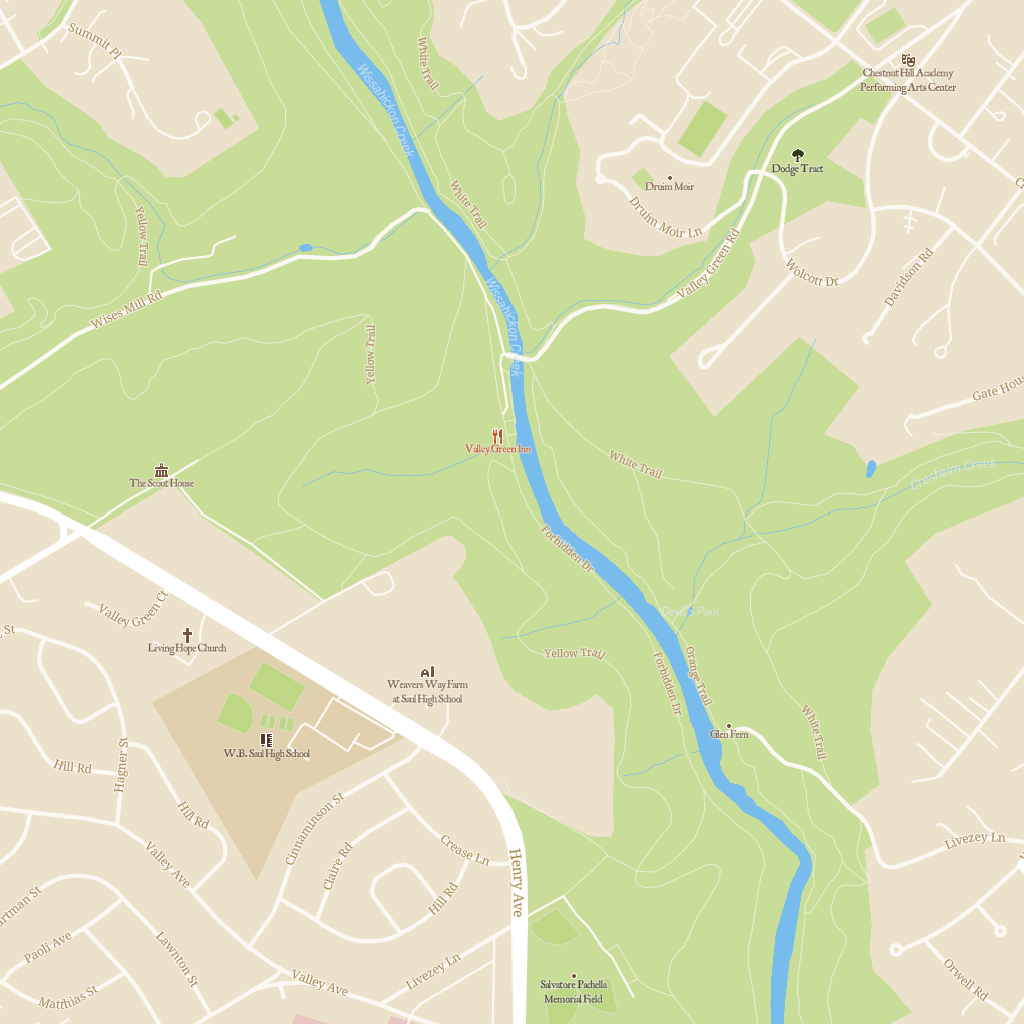 Summit Pl
White Trail
Wissahickon Creek
Chestnut Hill Academy
Performing Arts Center
Dodge Tract
Druim Moir
Druim Moir Ln
White Trail
Yellow Trail
Valley Green Rd
Wolcott Dr
Davidson Rd
Wises Mill Rd
Wissahickon Creek
Yellow Trail
Gate Hous
Valley Green Inn
White Trail
Cresheim Creek
The Scout House
Forbidden Dr
Devil's Pool
Valley Green Ct
St
Living Hope Church
Yellow Trail
Forbidden Dr
Orange Trail
Weavers Way Farm
at Saul High School
White Trail
Glen Fern
W.B. Saul High School
Hill Rd
Hagner St
Hill Rd
Cinnaminson St
Crease Ln
Livezey Ln
Henry Ave
Valley Ave
Claire Rd
Hill Rd
artman St
Paoli Ave
Lawnton St
Livezey Ln
Orwell Rd
Valley Ave
Matthias St
Salvatore Pachella
Memorial Field